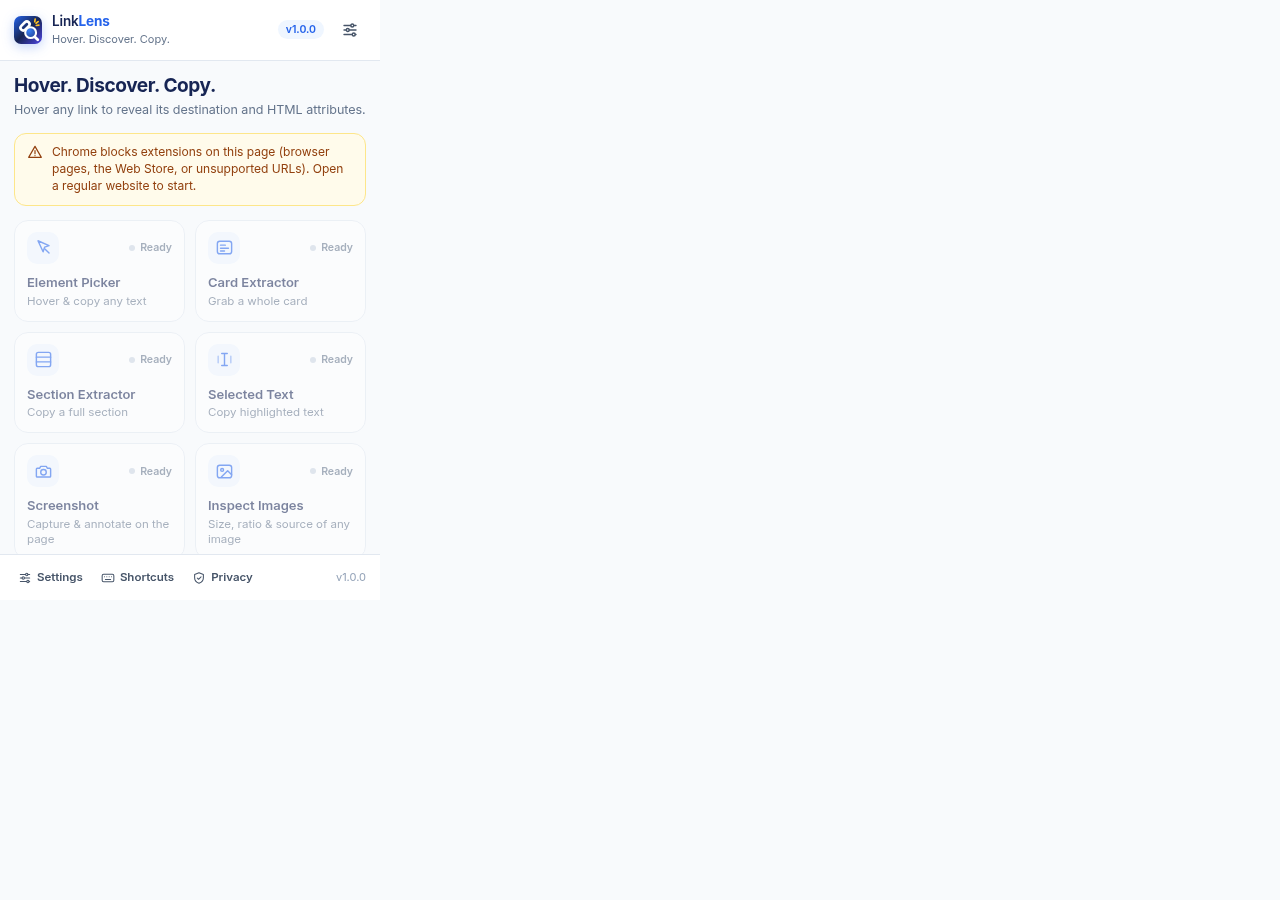 LinkLens
Hover. Discover. Copy.
v1.0.0
Hover. Discover. Copy.
Hover any link to reveal its destination and HTML attributes.
Chrome blocks extensions on this page (browser
pages, the Web Store, or unsupported URLs). Open
a regular website to start.
Ready
Element Picker
Hover & copy any text
Ready
Card Extractor
Grab a whole card
Ready
Section Extractor
Copy a full section
Ready
Selected Text
Copy highlighted text
Ready
Screenshot
Capture & annotate on the
page
Ready
Inspect Images
Size, ratio & source of any
image
Settings
Shortcuts
Privacy
v1.0.0